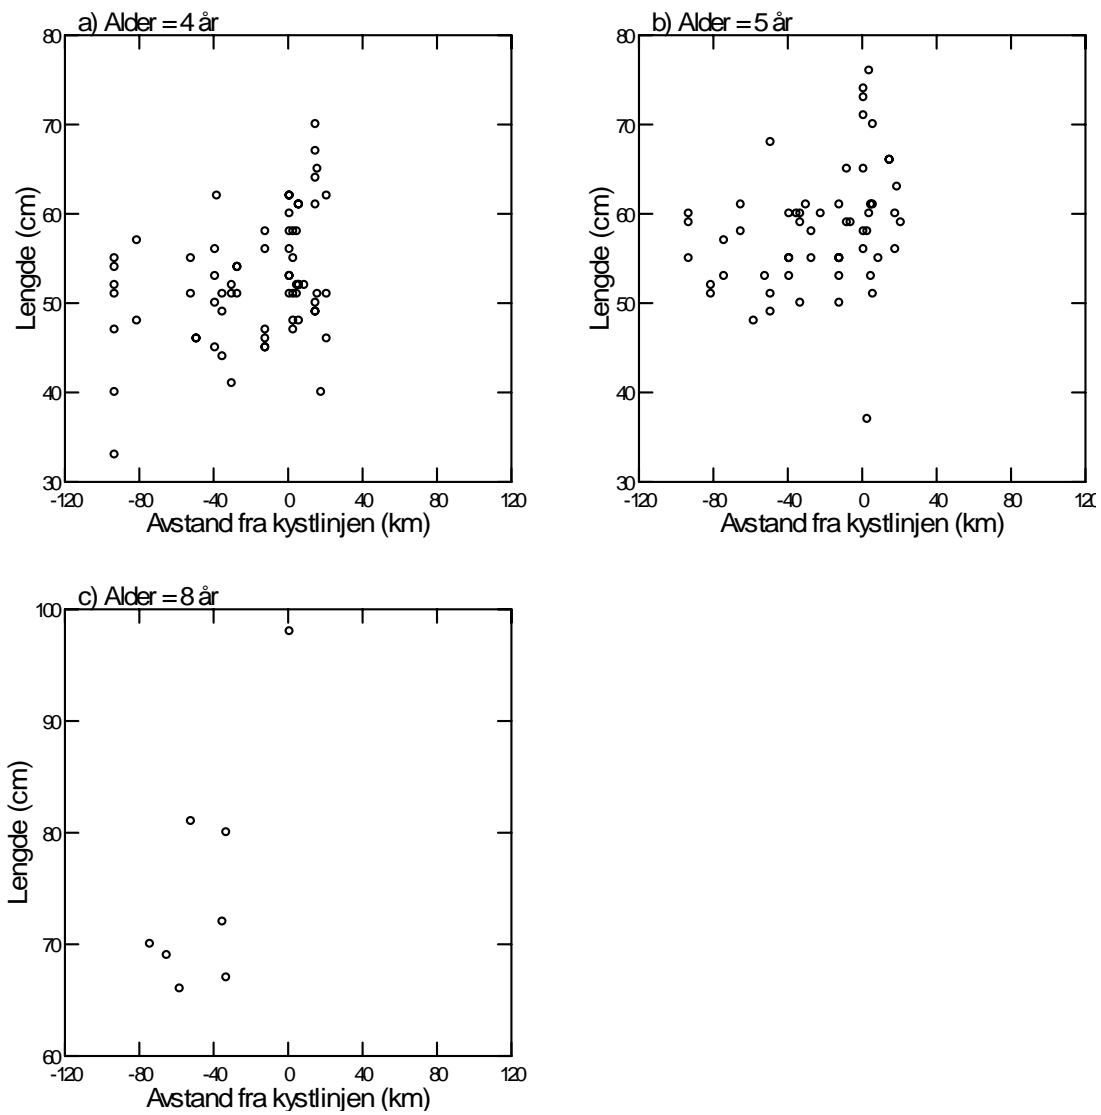 a) Alder = 4 år
80
70
60
50
40
30
Lengde (cm)
-120 -80 -40 0 40 80 120
Avstand fra kystlinjen (km)
b) Alder = 5 år
80
70
60
50
40
30
Lengde (cm)
-120 -80 -40 0 40 80 120
Avstand fra kystlinjen (km)
c) Alder = 8 år
100
90
80
70
60
Lengde (cm)
-120 -80 -40 0 40 80 120
Avstand fra kystlinjen (km)